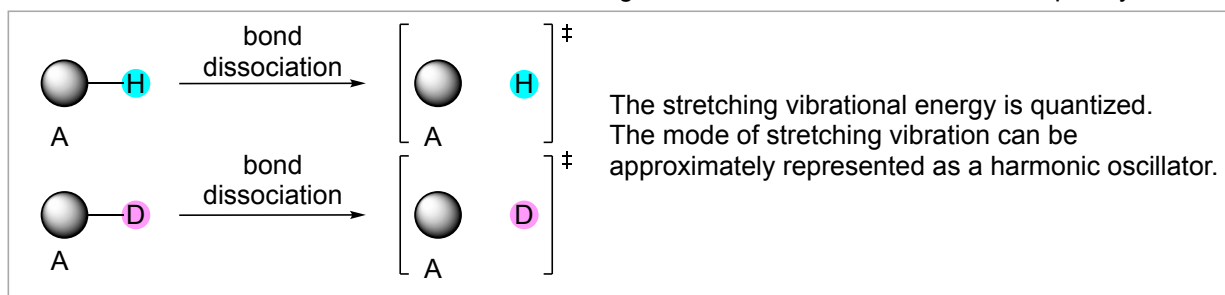 bond
dissociation
‡
H
H
A
A
The stretching vibrational energy is quantized.
The mode of stretching vibration can be
approximately represented as a harmonic oscillator.
bond
dissociation
‡
D
D
A
A